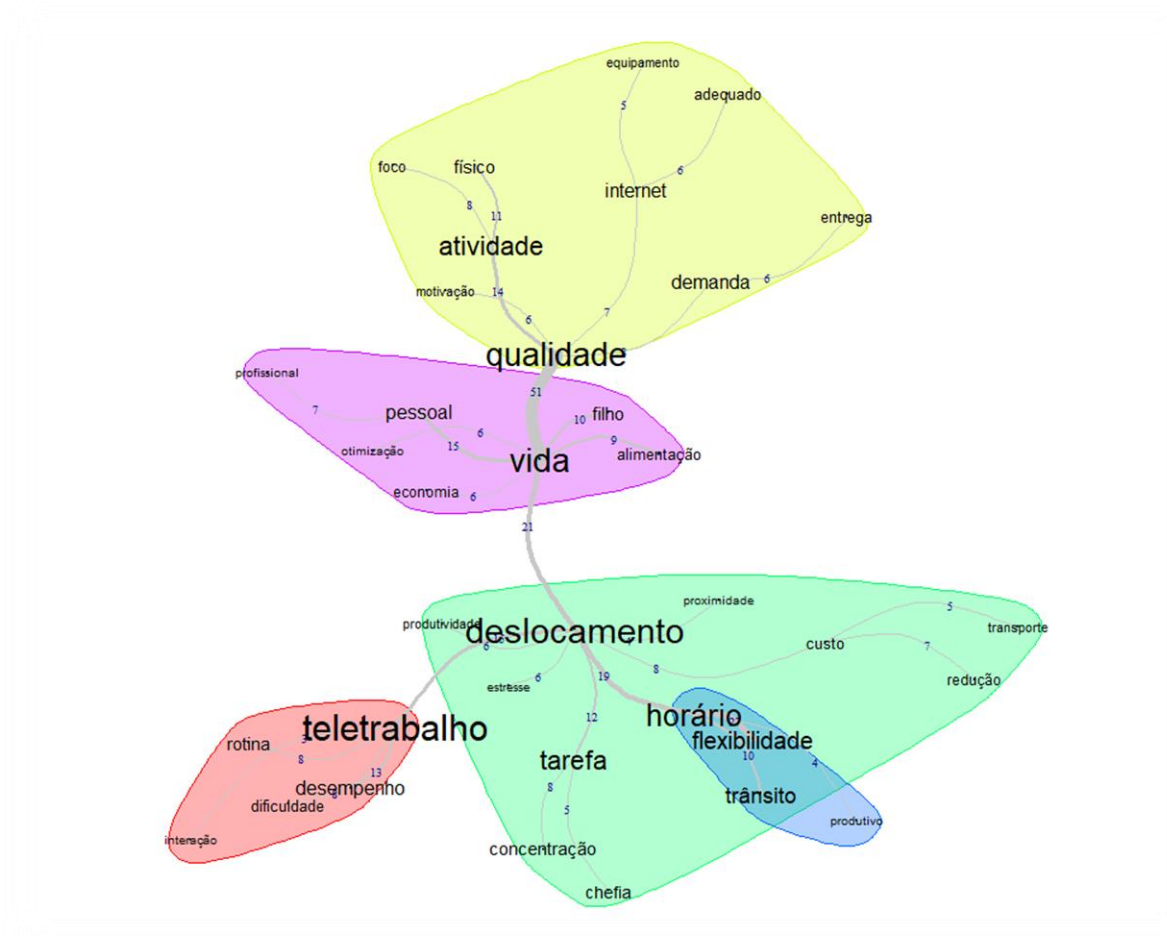 equipamento
5
adequado
foco
físico
6
internet
8
11
entrega
atividade
demanda
6
motivação
14
7
6
qualidade
profissional
51
7
pessoal
10
filho
6
15
9
otimização
vida
alimentação
economia
6
21
proximidade
5
produtividade
deslocamento
transporte
6
custo
7
8
19
6
estresse
redução
12
horário
teletrabalho
rotina
flexibilidade
8
10
4
tarefa
13
desempenho
8
trânsito
dificuldade
5
produtivo
interação
concentração
chefia